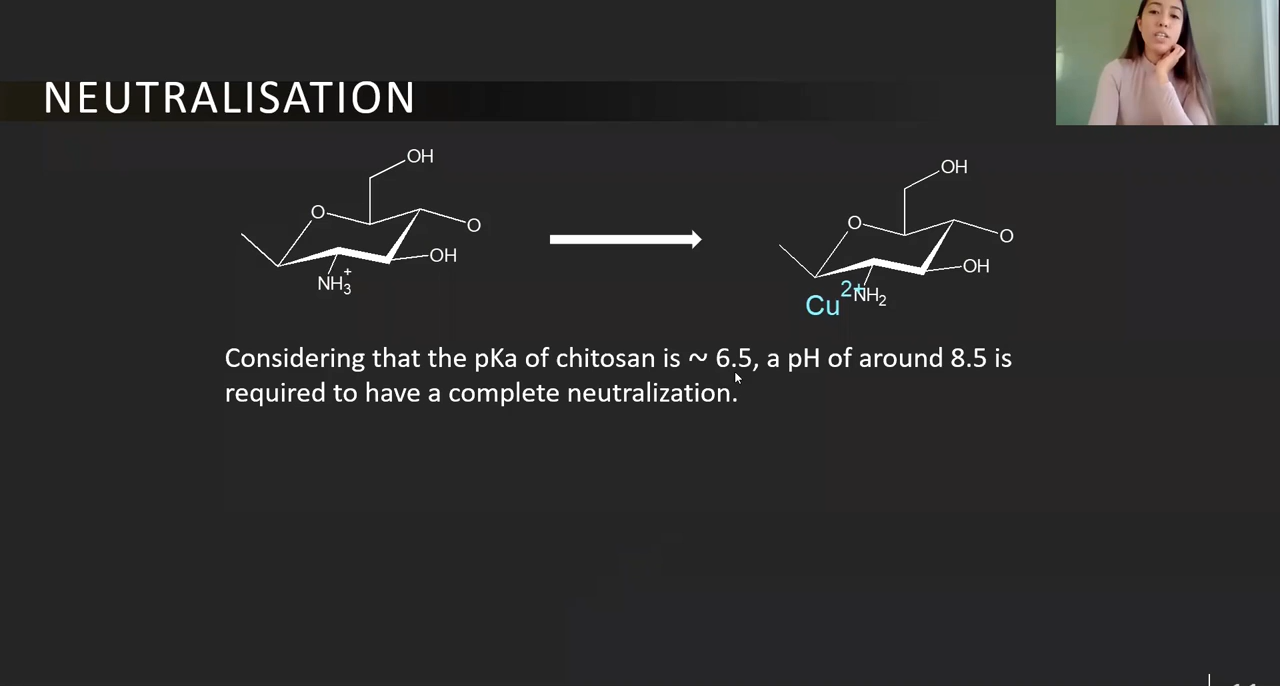 NEUTRALISATION
OH
O
O
OH
NH3+
OH
O
O
OH
Cu2+
NH2
Considering that the pKa of chitosan is ~ 6.5, a pH of around 8.5 is
required to have a complete neutralization.